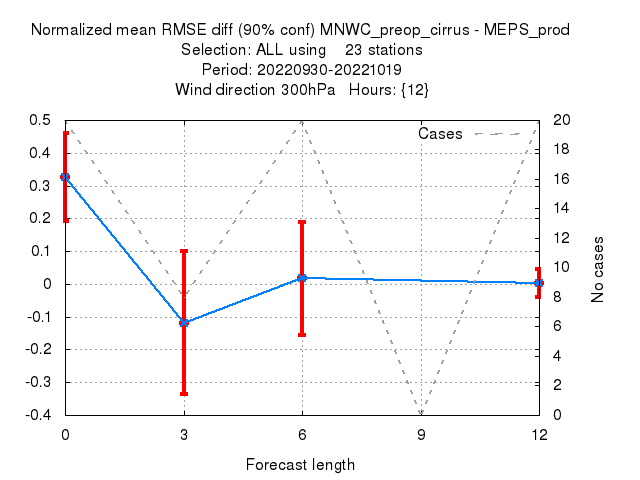 Normalized mean RMSE diff (90% conf) MNWC_preop_cirrus - MEPS_prod
Selection: ALL using 23 stations
Period: 20220930-20221019
Wind direction 300hPa Hours: {12}
Cases
0.5
0.4
0.3
0.2
0.1
0
-0.1
-0.2
-0.3
-0.4
20
18
16
14
12
10
8
6
4
2
0
No cases
0 3 6 9 12
Forecast length